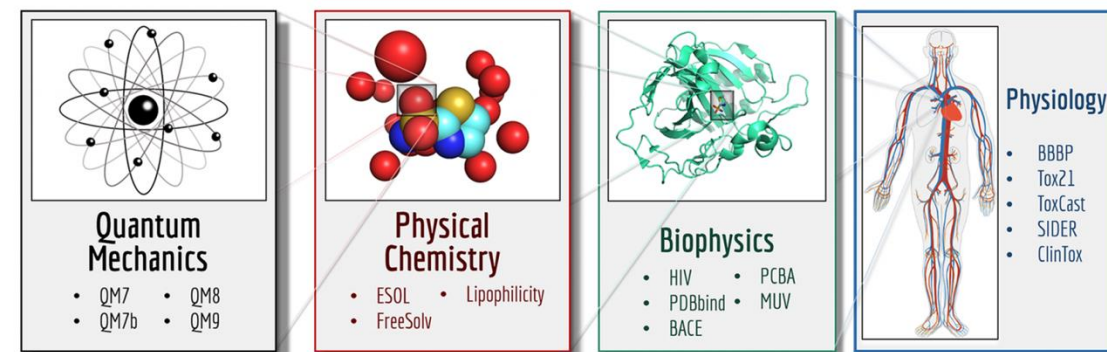 Quantum
Mechanics
• QM7 • QM8
• QM7b • QM9
Physical
Chemistry
• ESOL • Lipophilicity
• FreeSolv
Biophysics
• HIV • PCBA
• PDBbind • MUV
• BACE
Physiology
• BBBP
• Tox21
• ToxCast
• SIDER
• ClinTox